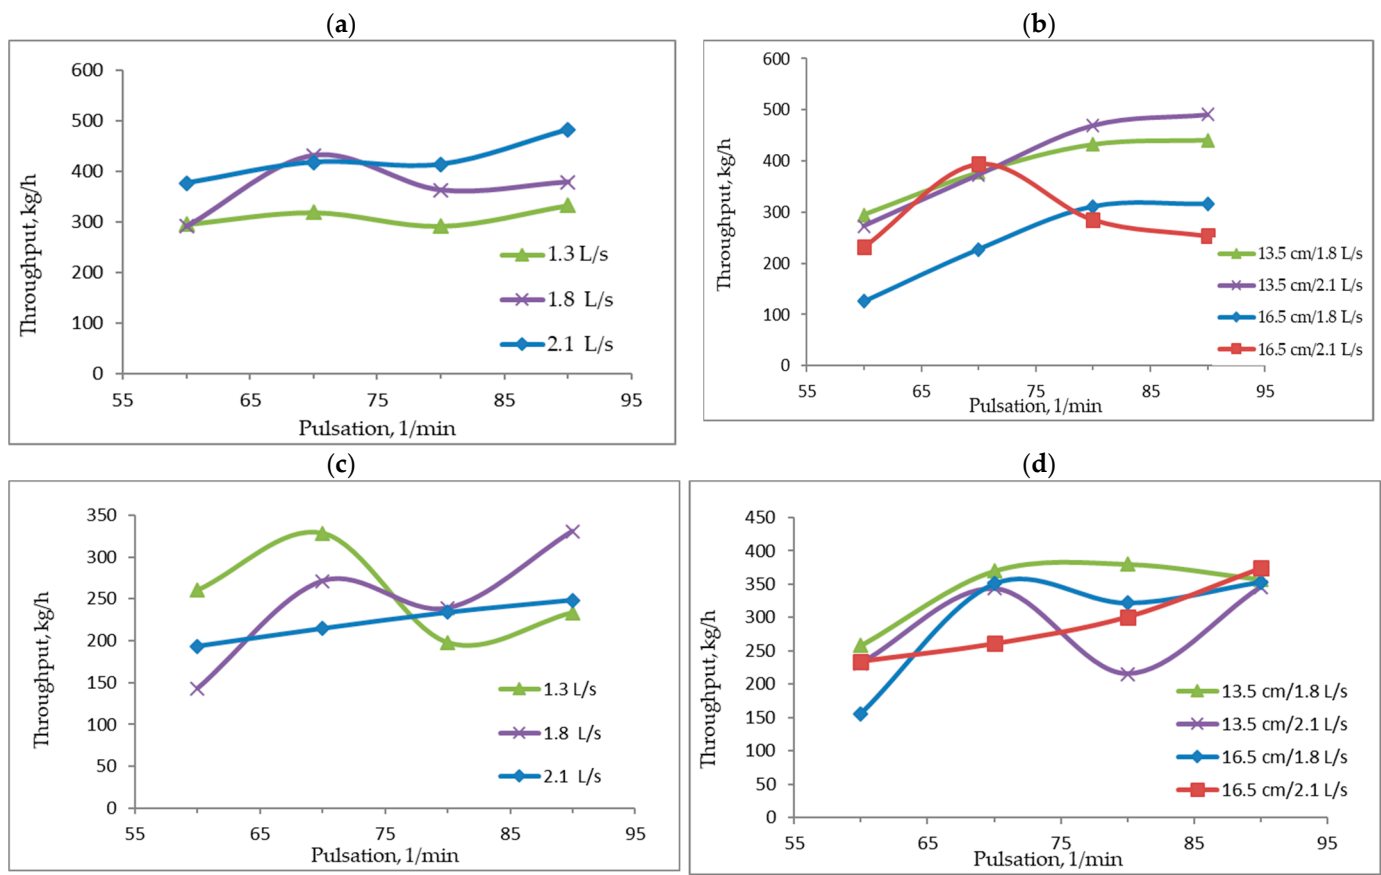 (a)
600
500
400
300
200
100
0
Throughput, kg/h
1.3 L/s
1.8 L/s
2.1 L/s
55 65 75 85 95
Pulsation, 1/min
(b)
600
500
400
300
200
100
0
Throughput, kg/h
13.5 cm/1.8 L/s
13.5 cm/2.1 L/s
16.5 cm/1.8 L/s
16.5 cm/2.1 L/s
55 65 75 85 95
Pulsation, 1/min
(c)
350
300
250
200
150
100
50
0
Throughput, kg/h
1.3 L/s
1.8 L/s
2.1 L/s
55 65 75 85 95
Pulsation, 1/min
(d)
450
400
350
300
250
200
150
100
50
0
Throughput, kg/h
13.5 cm/1.8 L/s
13.5 cm/2.1 L/s
16.5 cm/1.8 L/s
16.5 cm/2.1 L/s
55 65 75 85 95
Pulsation, 1/min